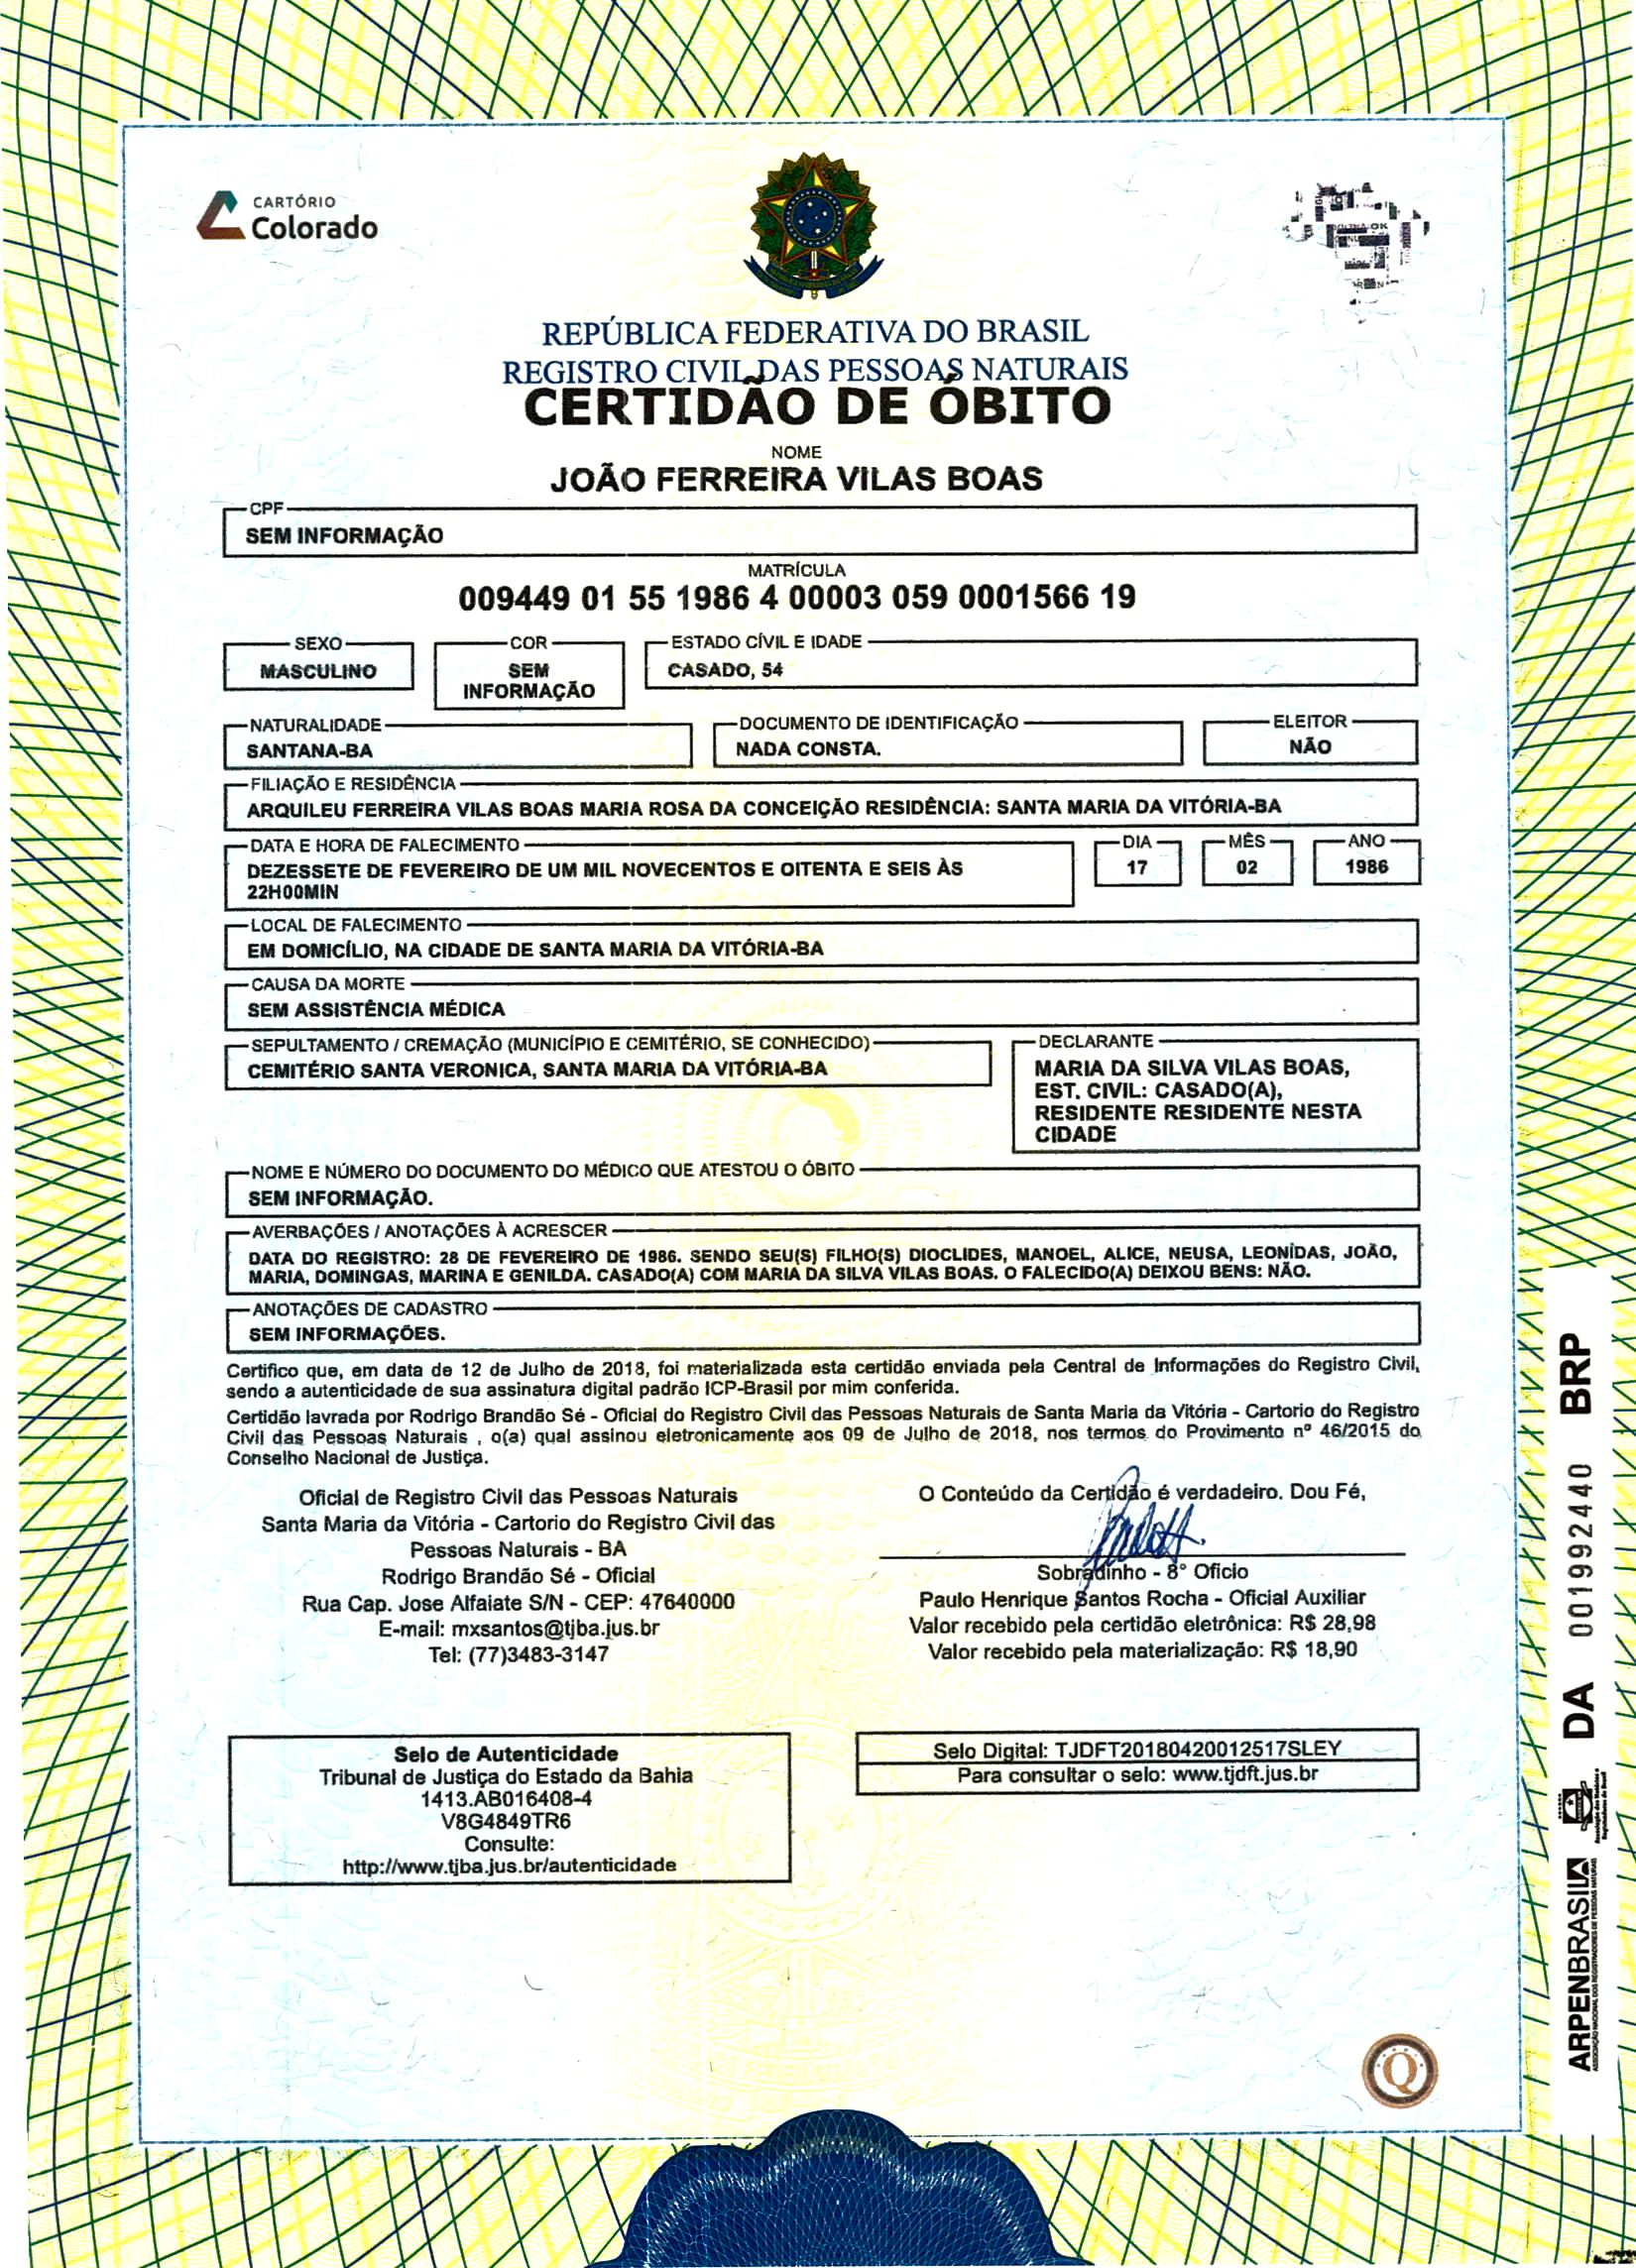 CARTÓRIO
Colorado
REPÚBLICA FEDERATIVA DO BRASIL
REGISTRO CIVIL DAS PESSOAS NATURAIS
CERTIDÃO DE ÓBITO
NOME
JOÃO FERREIRA VILAS BOAS
CPF
SEM INFORMAÇÃO
MATRÍCULA
009449 01 55 1986 4 00003 059 0001566 19
SEXO
MASCULINO
COR
SEM
INFORMAÇÃO
ESTADO CÍVIL E IDADE
CASADO, 54
NATURALIDADE
SANTANA-BA
DOCUMENTO DE IDENTIFICAÇÃO
NADA CONSTA.
ELEITOR
NÃO
FILIAÇÃO E RESIDÊNCIA
ARQUILEU FERREIRA VILAS BOAS MARIA ROSA DA CONCEIÇÃO RESIDÊNCIA: SANTA MARIA DA VITÓRIA-BA
DATA E HORA DE FALECIMENTO
DEZESSETE DE FEVEREIRO DE UM MIL NOVECENTOS E OITENTA E SEIS ÀS
22H00MIN
DIA
17
MÊS
02
ANO
1986
LOCAL DE FALECIMENTO
EM DOMICÍLIO, NA CIDADE DE SANTA MARIA DA VITÓRIA-BA
CAUSA DA MORTE
SEM ASSISTÊNCIA MÉDICA
SEPULTAMENTO / CREMAÇÃO (MUNICÍPIO E CEMITÉRIO, SE CONHECIDO)
CEMITÉRIO SANTA VERONICA, SANTA MARIA DA VITÓRIA-BA
DECLARANTE
MARIA DA SILVA VILAS BOAS,
EST. CIVIL: CASADO(A),
RESIDENTE RESIDENTE NESTA
CIDADE
NOME E NÚMERO DO DOCUMENTO DO MÉDICO QUE ATESTOU O ÓBITO
SEM INFORMAÇÃO.
AVERBAÇÕES / ANOTAÇÕES À ACRESCER
DATA DO REGISTRO: 28 DE FEVEREIRO DE 1986. SENDO SEU(S) FILHO(S) DIOCLIDES, MANOEL, ALICE, NEUSA, LEONÍDAS, JOÃO,
MARIA, DOMINGAS, MARINA E GENILDA. CASADO(A) COM MARIA DA SILVA VILAS BOAS. O FALECIDO(A) DEIXOU BENS: NÃO.
ANOTAÇÕES DE CADASTRO
SEM INFORMAÇÕES.
Certifico que, em data de 12 de Julho de 2018, foi materializada esta certidão enviada pela Central de Informações do Registro Civil,
sendo a autenticidade de sua assinatura digital padrão ICP-Brasil por mim conferida.
Certidão lavrada por Rodrigo Brandão Sé - Oficial do Registro Civil das Pessoas Naturais de Santa Maria da Vitória - Cartorio do Registro
Civil das Pessoas Naturais , o(a) qual assinou eletronicamente aos 09 de Julho de 2018, nos termos do Provimento nº 46/2015 do
Conselho Nacional de Justiça.
Oficial de Registro Civil das Pessoas Naturais
Santa Maria da Vitória - Cartorio do Registro Civil das
Pessoas Naturais - BA
Rodrigo Brandão Sé - Oficial
Rua Cap. Jose Alfaiate S/N - CEP: 47640000
E-mail: mxsantos@tjba.jus.br
Tel: (77)3483-3147
O Conteúdo da Certidão é verdadeiro. Dou Fé,
Sobradinho - 8° Oficio
Paulo Henrique Santos Rocha - Oficial Auxiliar
Valor recebido pela certidão eletrônica: R$ 28,98
Valor recebido pela materialização: R$ 18,90
Selo de Autenticidade
Tribunal de Justiça do Estado da Bahia
1413.AB016408-4
V8G4849TR6
Consulte:
http://www.tjba.jus.br/autenticidade
Selo Digital: TJDFT20180420012517SLEY
Para consultar o selo: www.tjdft.jus.br
ARPENBRASIL DA 001992440 BRP
ASSOCIAÇÃO NACIONAL DOS REGISTRADORES DE PESSOAS NATURAIS
Q